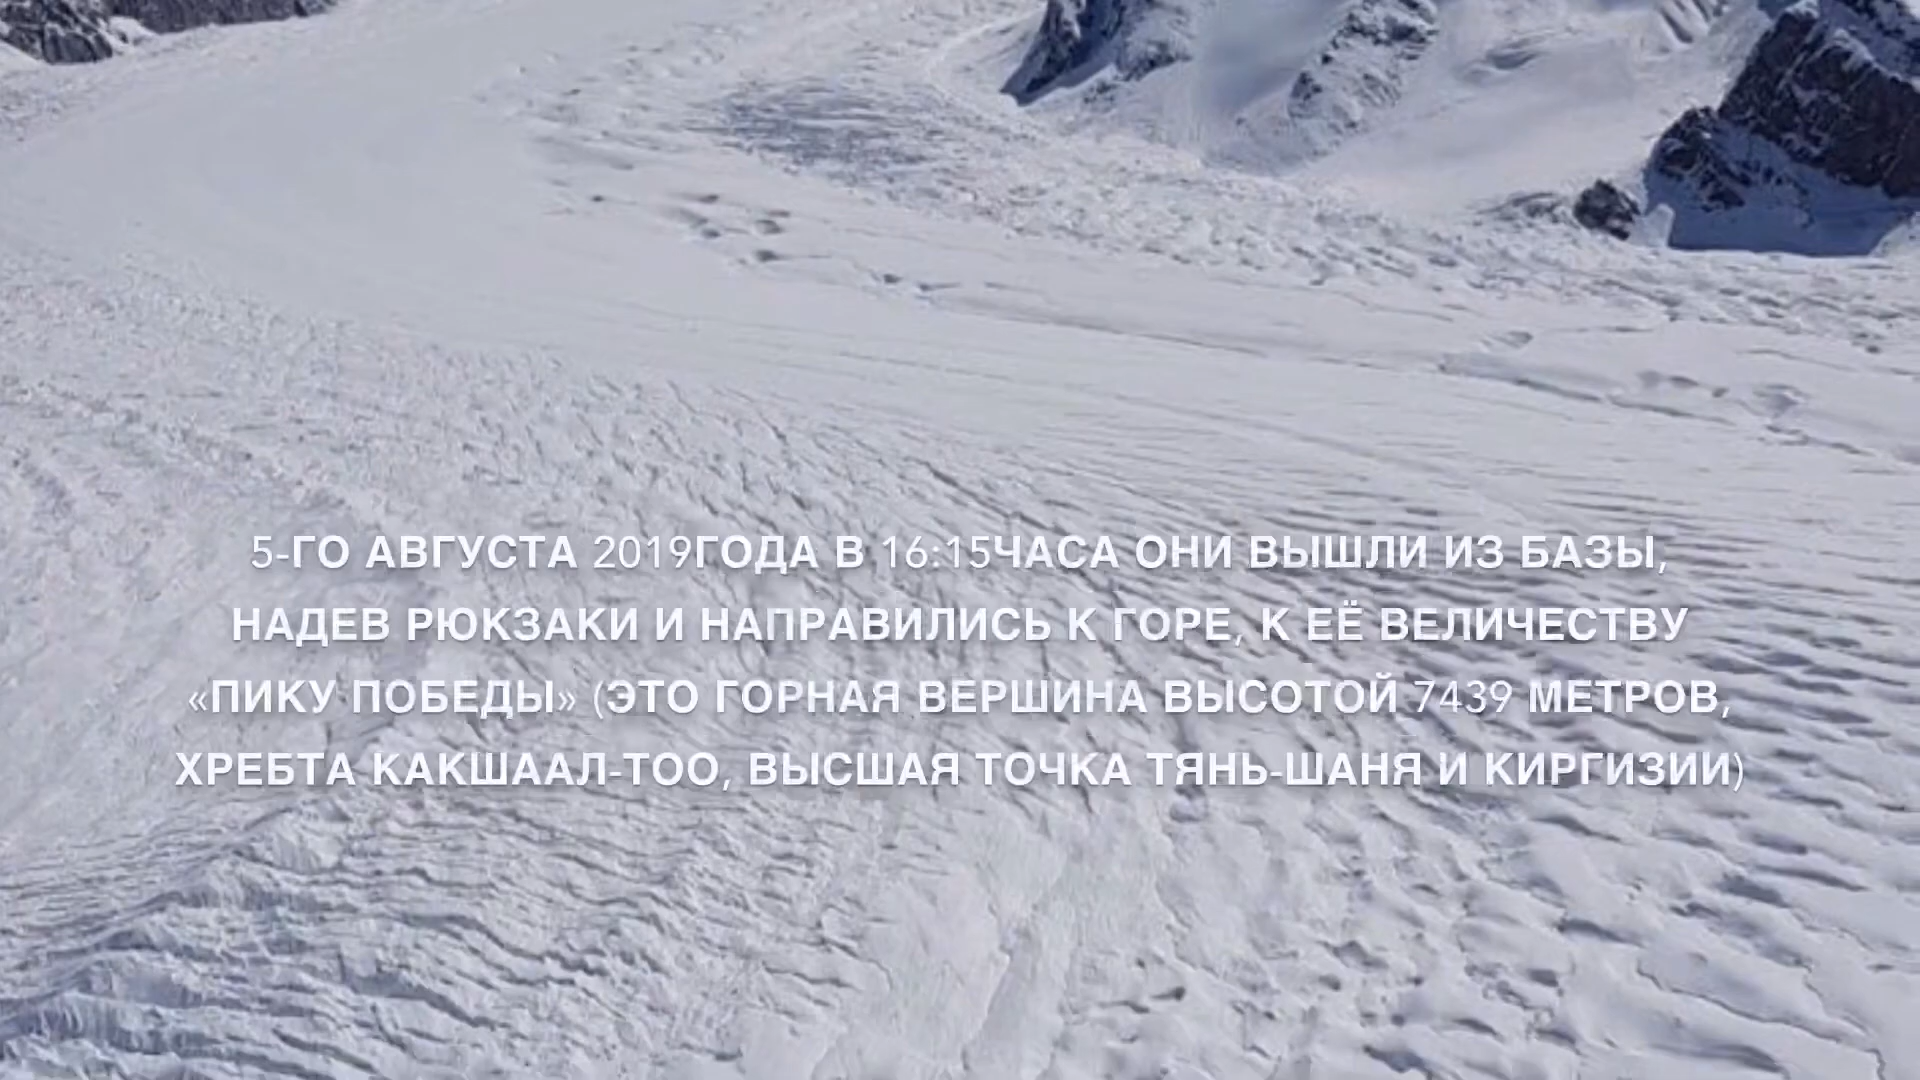 5-ГО АВГУСТА 2019ГОДА В 16:15ЧАСА ОНИ ВЫШЛИ ИЗ БАЗЫ,
НАДЕВ РЮКЗАКИ И НАПРАВИЛИСЬ К ГОРЕ, К ЕЁ ВЕЛИЧЕСТВУ
«ПИКУ ПОБЕДЫ» (ЭТО ГОРНАЯ ВЕРШИНА ВЫСОТОЙ 7439 МЕТРОВ,
ХРЕБТА КАКШААЛ-ТОО, ВЫСШАЯ ТОЧКА ТЯНЬ-ШАНЯ И КИРГИЗИИ)